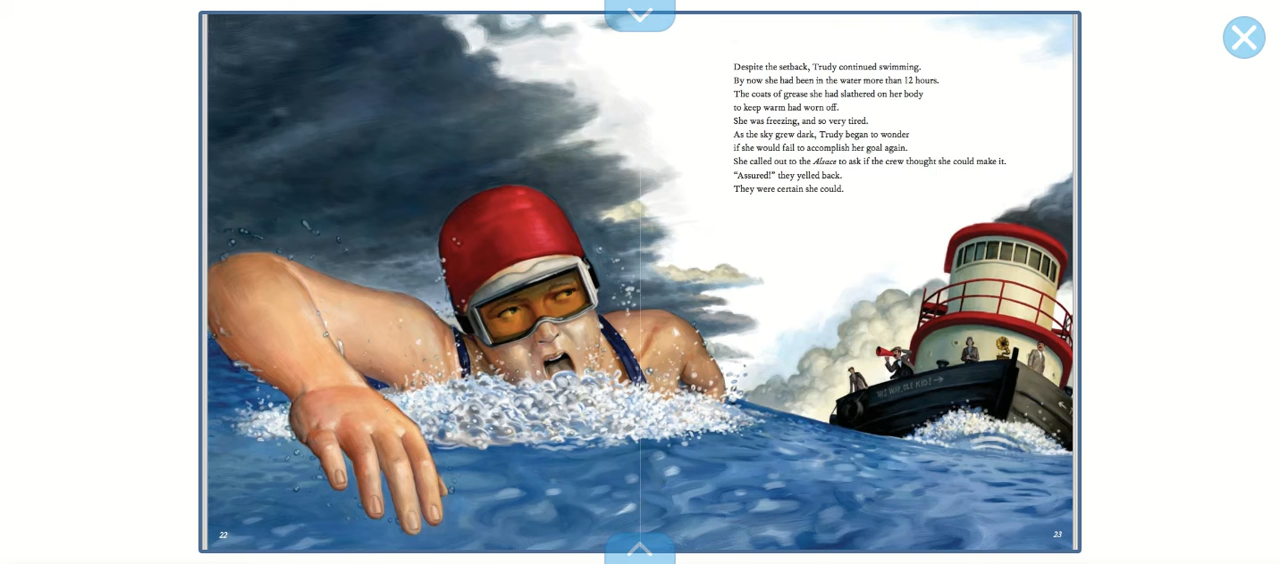 Despite the setback, Trudy continued swimming.
By now she had been in the water more than 12 hours.
The coats of grease she had slathered on her body
to keep warm had worn off.
She was freezing, and so very tired.
As the sky grew dark, Trudy began to wonder
if she would fail to accomplish her goal again.
She called out to the Alsace to ask if the crew thought she could make it.
“Assured!” they yelled back.
They were certain she could.
THIS WAY, OLE KID! →
22
23